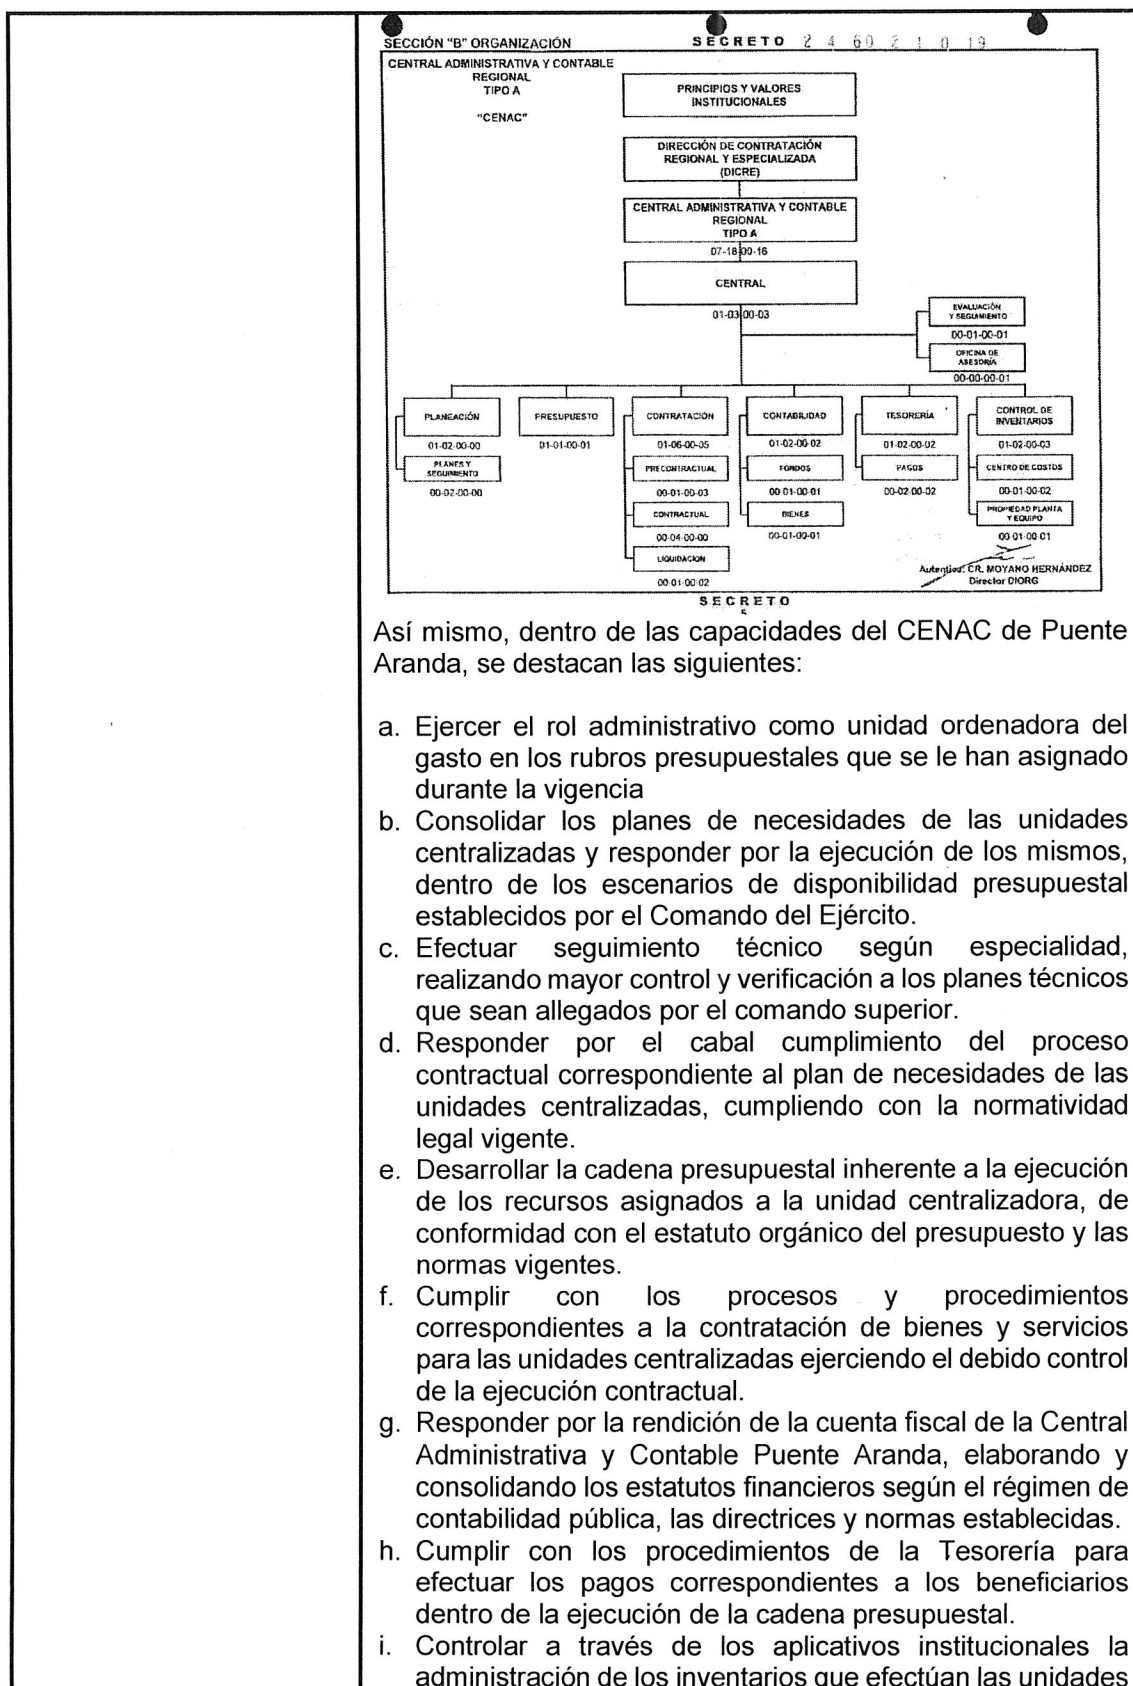 SECCIÓN "B" ORGANIZACIÓN
SECRETO 2 4 60 2 1 0 19
CENTRAL ADMINISTRATIVA Y CONTABLE
REGIONAL
TIPO A
"CENAC"
PRINCIPIOS Y VALORES
INSTITUCIONALES
DIRECCIÓN DE CONTRATACIÓN
REGIONAL Y ESPECIALIZADA
(DICRE)
CENTRAL ADMINISTRATIVA Y CONTABLE
REGIONAL
TIPO A
07-18-00-16
CENTRAL
01-03-00-03
EVALUACIÓN
Y SEGUIMIENTO
00-01-00-01
OFICINA DE
ASESORÍA
00-00-00-01
PLANEACIÓN
01-02-00-00
PLANES Y
SEGUIMIENTO
00-02-00-00
PRESUPUESTO
01-01-00-01
CONTRATACIÓN
01-06-00-05
PRECONTRACTUAL
00-01-00-03
CONTRACTUAL
00-04-00-00
LIQUIDACION
00-01-00-02
CONTABILIDAD
01-02-00-02
FONDOS
00-01-00-01
BIENES
00-01-00-01
TESORERÍA
01-02-00-02
PAGOS
00-02-00-02
CONTROL DE
INVENTARIOS
01-02-00-03
CENTRO DE COSTOS
00-01-00-02
PROPIEDAD PLANTA
Y EQUIPO
00-01-00-01
CR. MOYANO HERNÁNDEZ
Director DIORG
SECRETO
5
Así mismo, dentro de las capacidades del CENAC de Puente
Aranda, se destacan las siguientes:
a. Ejercer el rol administrativo como unidad ordenadora del
gasto en los rubros presupuestales que se le han asignado
durante la vigencia
b. Consolidar los planes de necesidades de las unidades
centralizadas y responder por la ejecución de los mismos,
dentro de los escenarios de disponibilidad presupuestal
establecidos por el Comando del Ejército.
c. Efectuar seguimiento técnico según especialidad,
realizando mayor control y verificación a los planes técnicos
que sean allegados por el comando superior.
d. Responder por el cabal cumplimiento del proceso
contractual correspondiente al plan de necesidades de las
unidades centralizadas, cumpliendo con la normatividad
legal vigente.
e. Desarrollar la cadena presupuestal inherente a la ejecución
de los recursos asignados a la unidad centralizadora, de
conformidad con el estatuto orgánico del presupuesto y las
normas vigentes.
f. Cumplir con los procesos y procedimientos
correspondientes a la contratación de bienes y servicios
para las unidades centralizadas ejerciendo el debido control
de la ejecución contractual.
g. Responder por la rendición de la cuenta fiscal de la Central
Administrativa y Contable Puente Aranda, elaborando y
consolidando los estatutos financieros según el régimen de
contabilidad pública, las directrices y normas establecidas.
h. Cumplir con los procedimientos de la Tesorería para
efectuar los pagos correspondientes a los beneficiarios
dentro de la ejecución de la cadena presupuestal.
i. Controlar a través de los aplicativos institucionales la
administración de los inventarios que efectúan las unidades